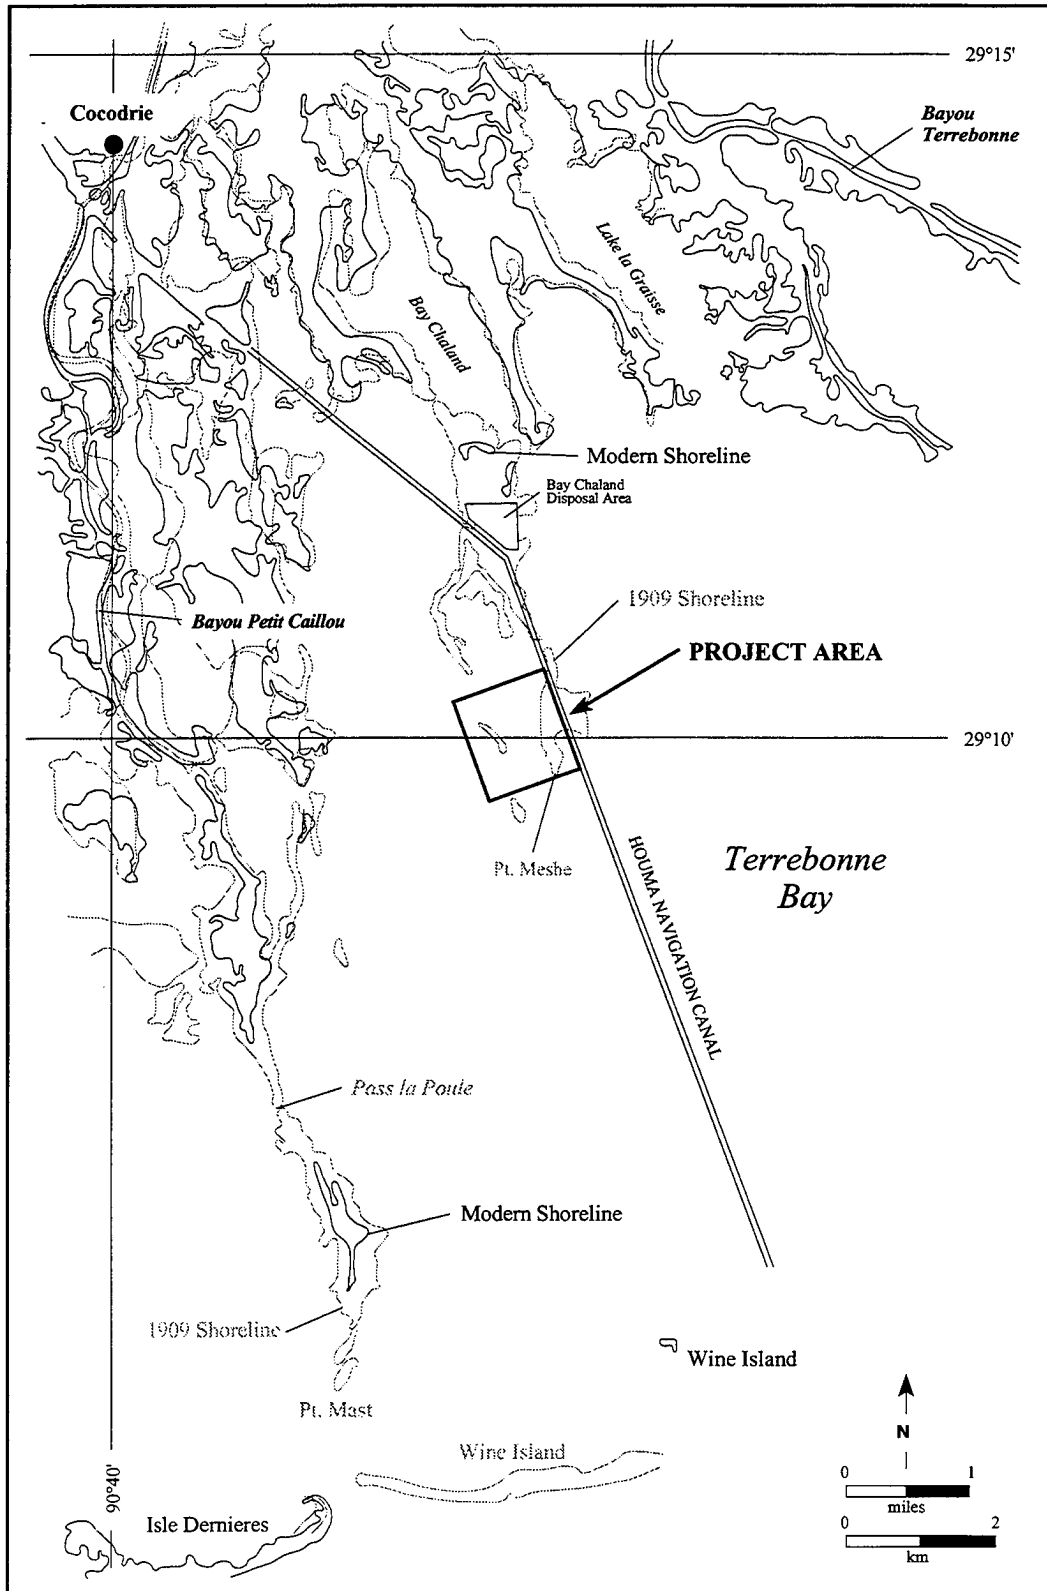 29°15'
Cocodrie
Bayou
Terrebonne
Lake la Graisse
Bay Chaland
Modern Shoreline
Bay Chaland
Disposal Area
1909 Shoreline
Bayou Petit Caillou
PROJECT AREA
29°10'
Pt. Meshe
Terrebonne
Bay
HOUMA NAVIGATION CANAL
Pass la Poule
Modern Shoreline
1909 Shoreline
Wine Island
Pt. Mast
N
Wine Island
90°40'
0 1
miles
Isle Dernieres
0 2
km